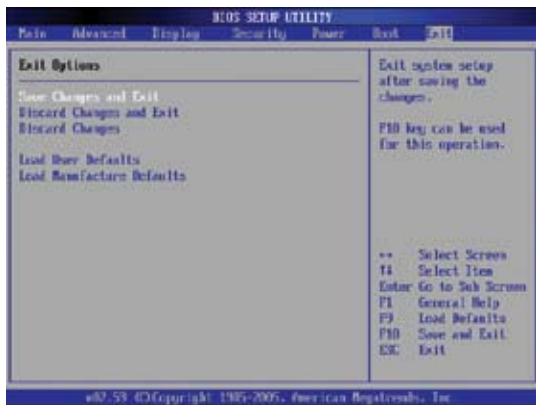 BIOS SETUP UTILITY
Main Advanced Display Security Power Boot Exit
Exit Options
Save Changes and Exit
Discard Changes and Exit
Discard Changes
Load User Defaults
Load Manufacture Defaults
Exit system setup
after saving the
changes.
F10 key can be used
for this operation.
↔ Select Screen
↑↓ Select Item
Enter Go to Sub Screen
F1 General Help
F9 Load Defaults
F10 Save and Exit
ESC Exit
v02.59 (C)Copyright 1985-2005, American Megatrends, Inc